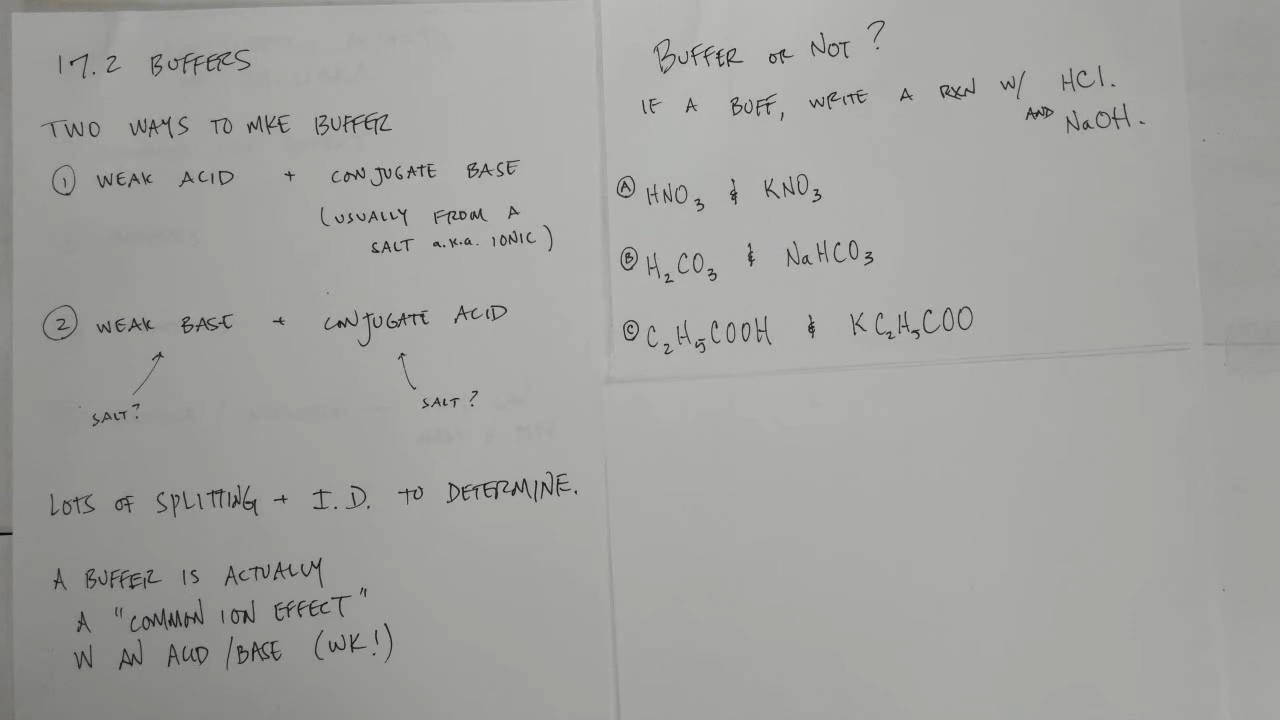 17.2 BUFFERS
TWO WAYS TO MKE BUFFER
① WEAK ACID + CONJUGATE BASE
(USUALLY FROM A
SALT a.k.a. IONIC)
② WEAK BASE + CONJUGATE ACID
SALT? SALT?
LOTS OF SPLITTING + I.D. TO DETERMINE.
A BUFFER IS ACTUALLY
A "COMMON ION EFFECT"
W AN ACID/BASE (WK!)
BUFFER OR NOT?
IF A BUFF, WRITE A RXN W/ HCl.
AND NaOH.
Ⓐ HNO₃ & KNO₃
Ⓑ H₂CO₃ & NaHCO₃
Ⓒ C₂H₅COOH & KC₂H₅COO